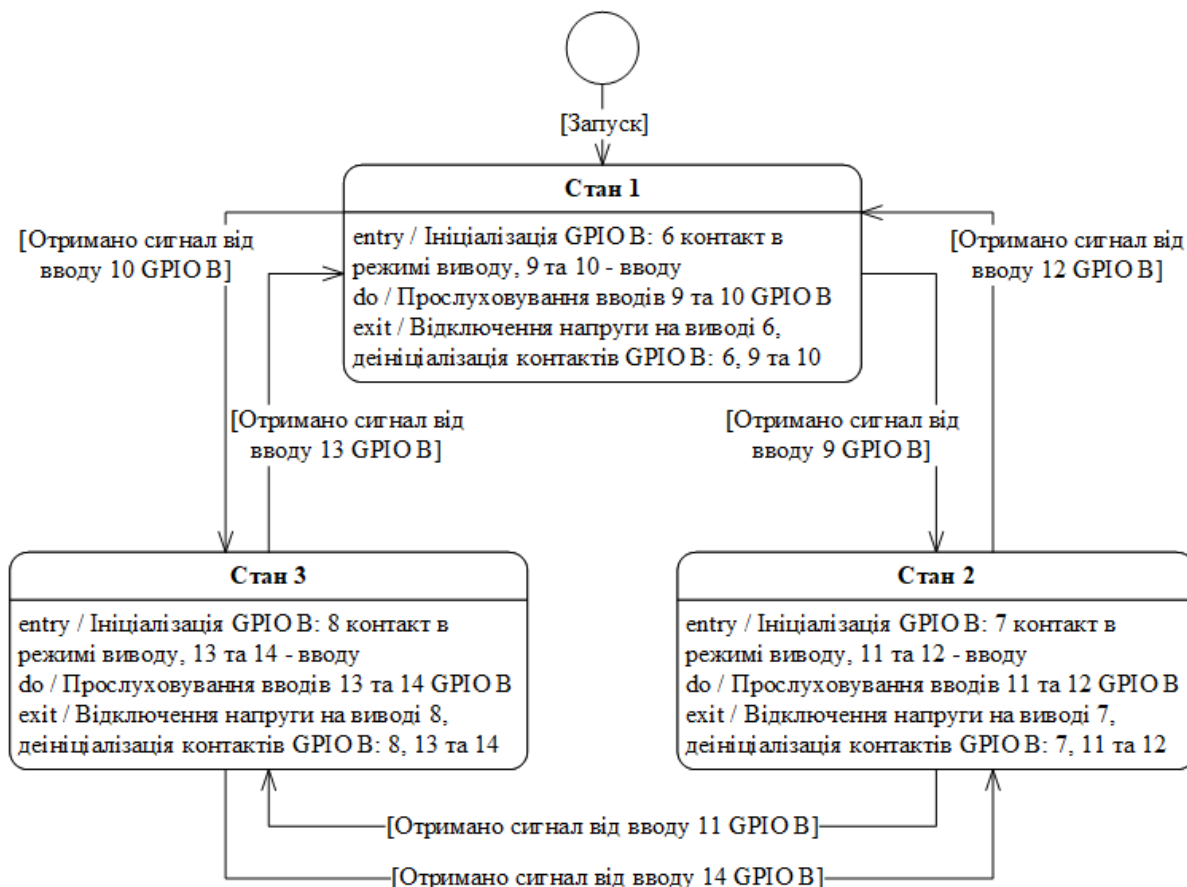 [Запуск]
Стан 1
entry / Ініціалізація GPIO B: 6 контакт в
режимі виводу, 9 та 10 - вводу
do / Прослуховування вводів 9 та 10 GPIO B
exit / Відключення напруги на виводі 6,
деініціалізація контактів GPIO B: 6, 9 та 10
[Отримано сигнал від
вводу 10 GPIO B]
[Отримано сигнал від
вводу 12 GPIO B]
[Отримано сигнал від
вводу 13 GPIO B]
[Отримано сигнал від
вводу 9 GPIO B]
Стан 3
entry / Ініціалізація GPIO B: 8 контакт в
режимі виводу, 13 та 14 - вводу
do / Прослуховування вводів 13 та 14 GPIO B
exit / Відключення напруги на виводі 8,
деініціалізація контактів GPIO B: 8, 13 та 14
Стан 2
entry / Ініціалізація GPIO B: 7 контакт в
режимі виводу, 11 та 12 - вводу
do / Прослуховування вводів 11 та 12 GPIO B
exit / Відключення напруги на виводі 7,
деініціалізація контактів GPIO B: 7, 11 та 12
[Отримано сигнал від вводу 11 GPIO B]
[Отримано сигнал від вводу 14 GPIO B]